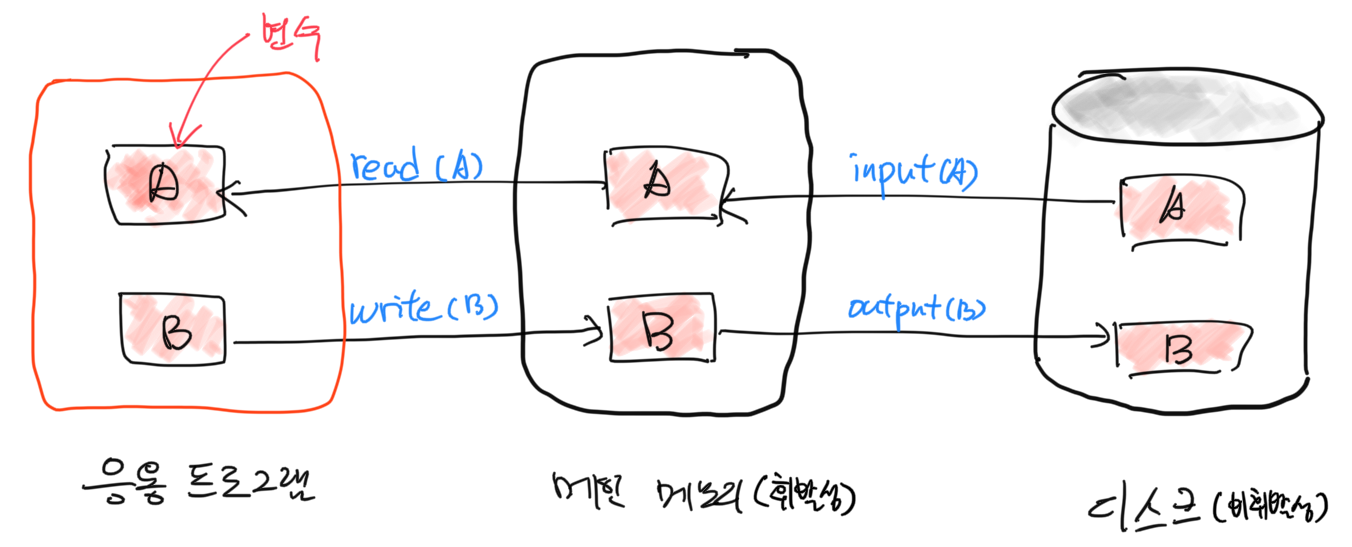 변수
A
read(A)
A
input(A)
A
B
write(B)
B
output(B)
B
응용 프로그램
메인 메모리(휘발성)
디스크(비휘발성)